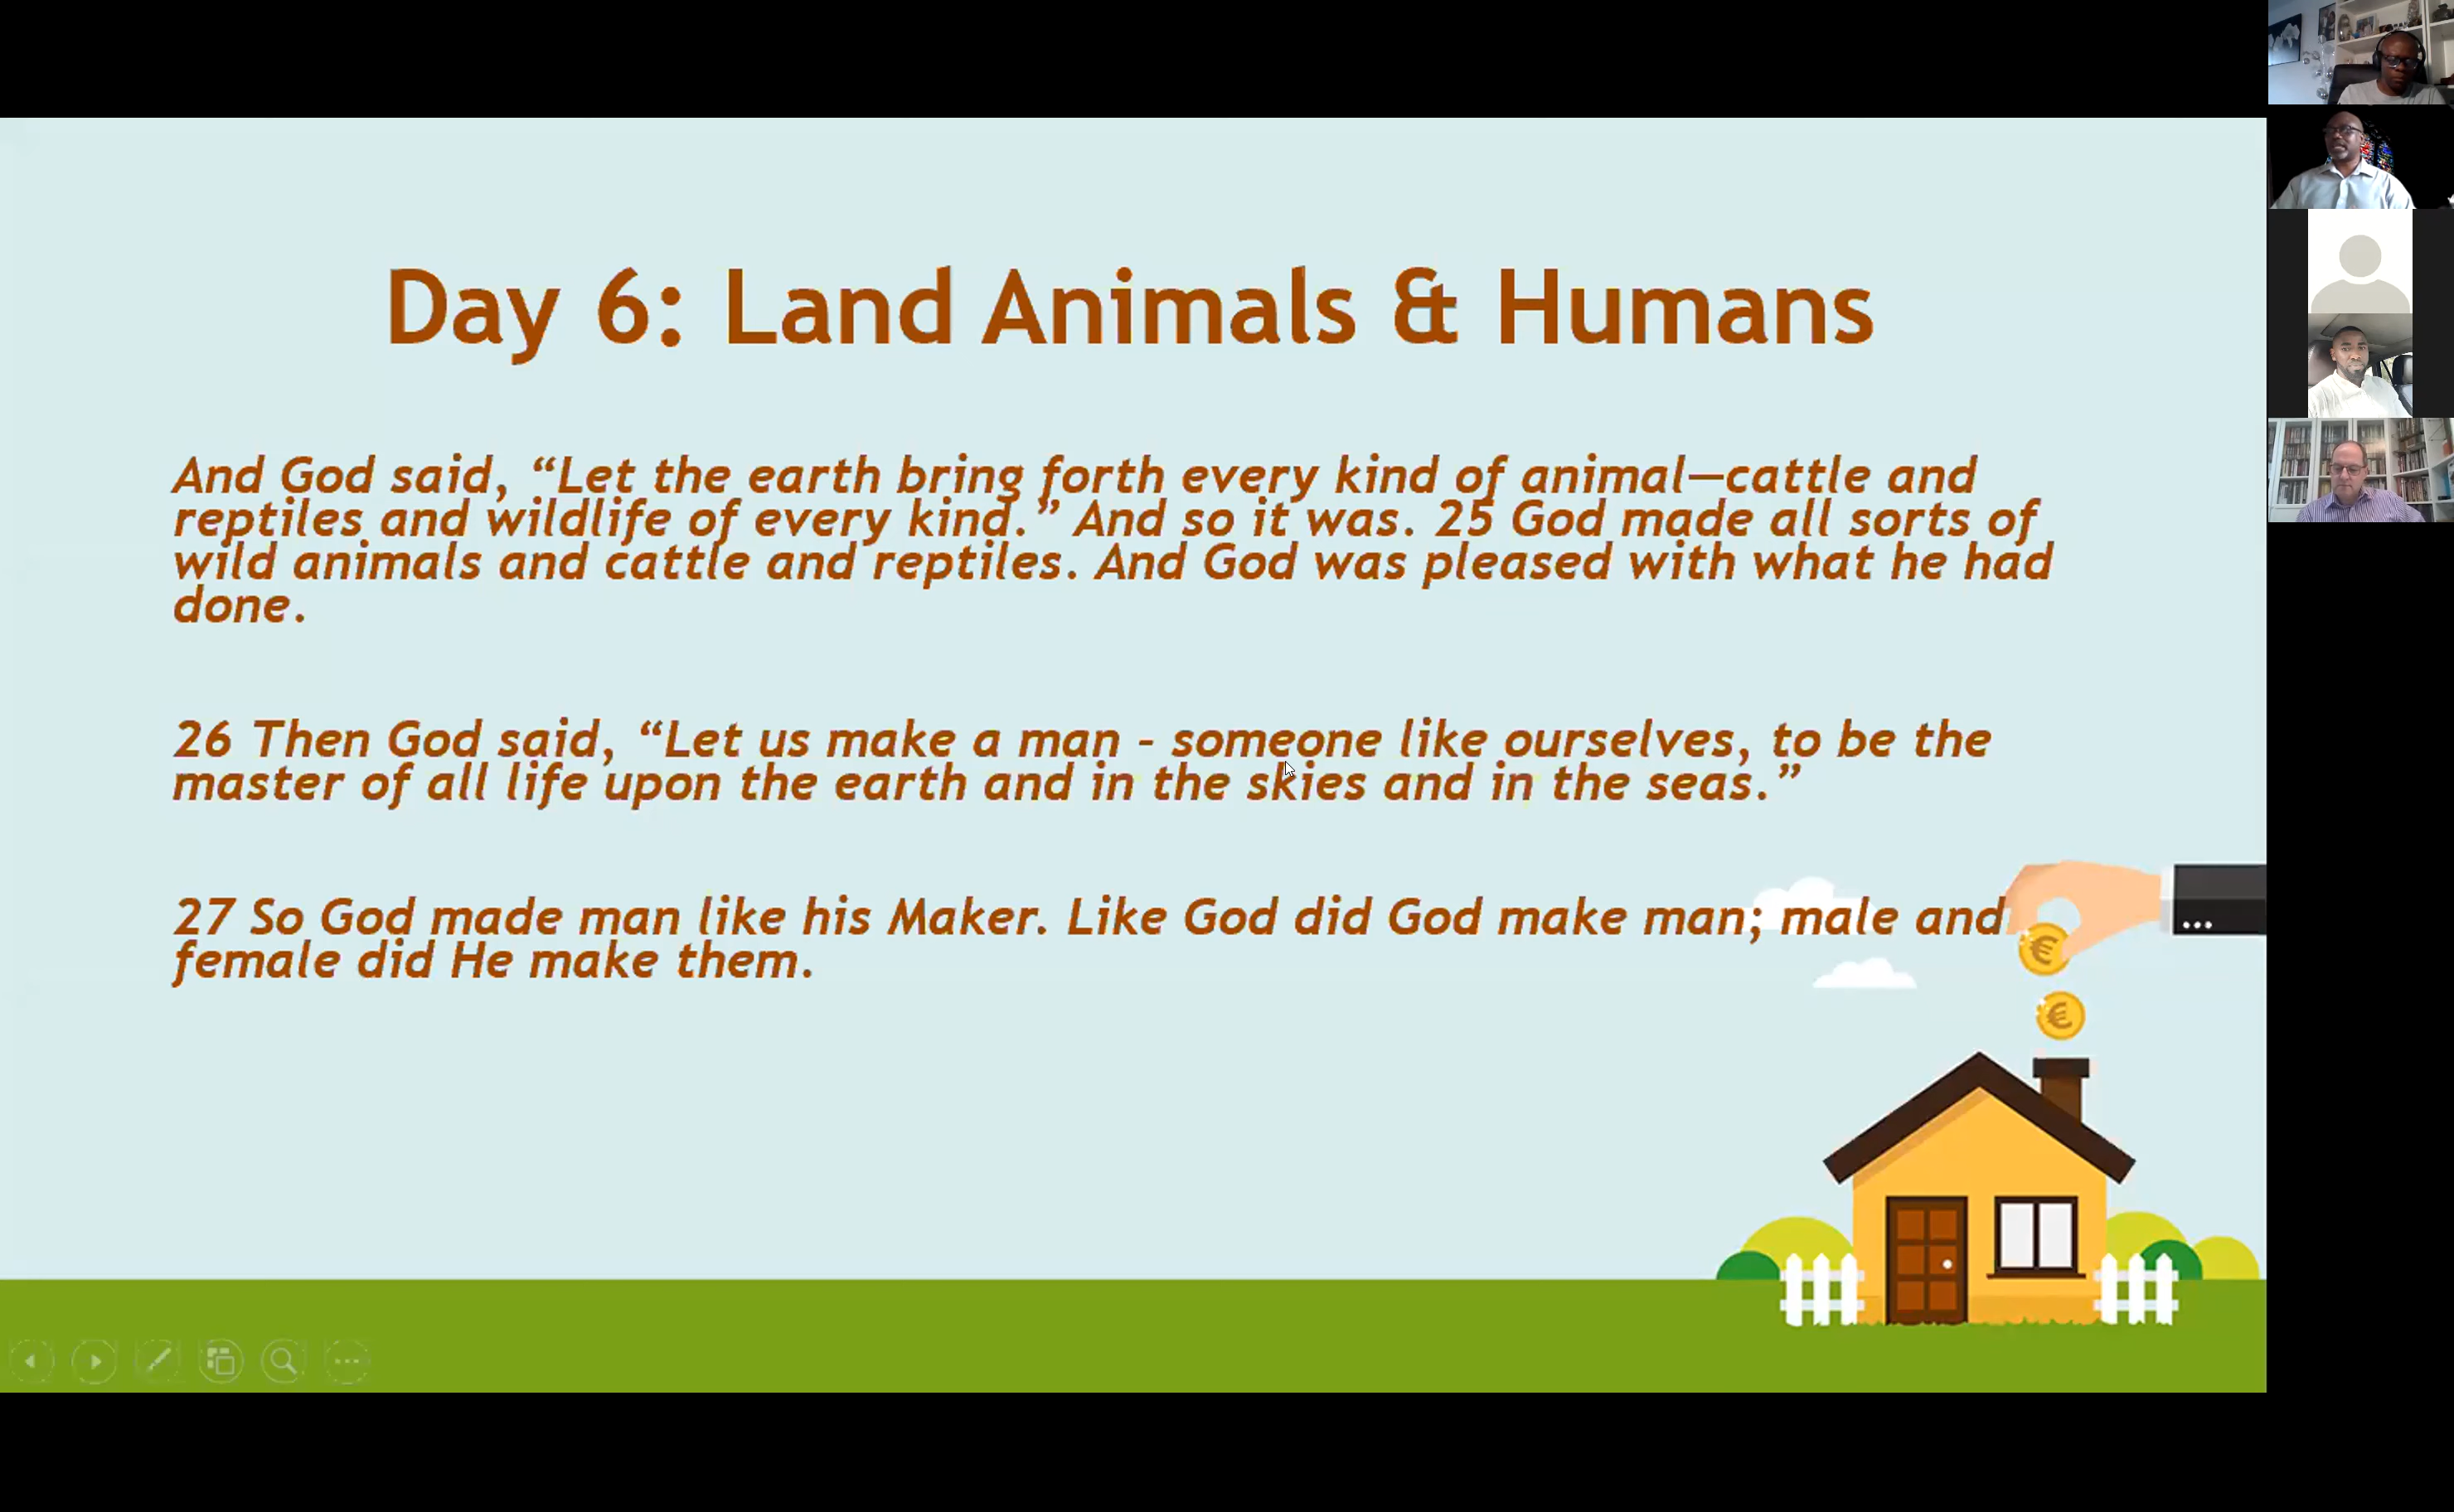 Day 6: Land Animals & Humans
And God said, “Let the earth bring forth every kind of animal—cattle and
reptiles and wildlife of every kind.” And so it was. 25 God made all sorts of
wild animals and cattle and reptiles. And God was pleased with what he had
done.
26 Then God said, “Let us make a man - someone like ourselves, to be the
master of all life upon the earth and in the skies and in the seas.”
27 So God made man like his Maker. Like God did God make man; male and
female did He make them.
€
€